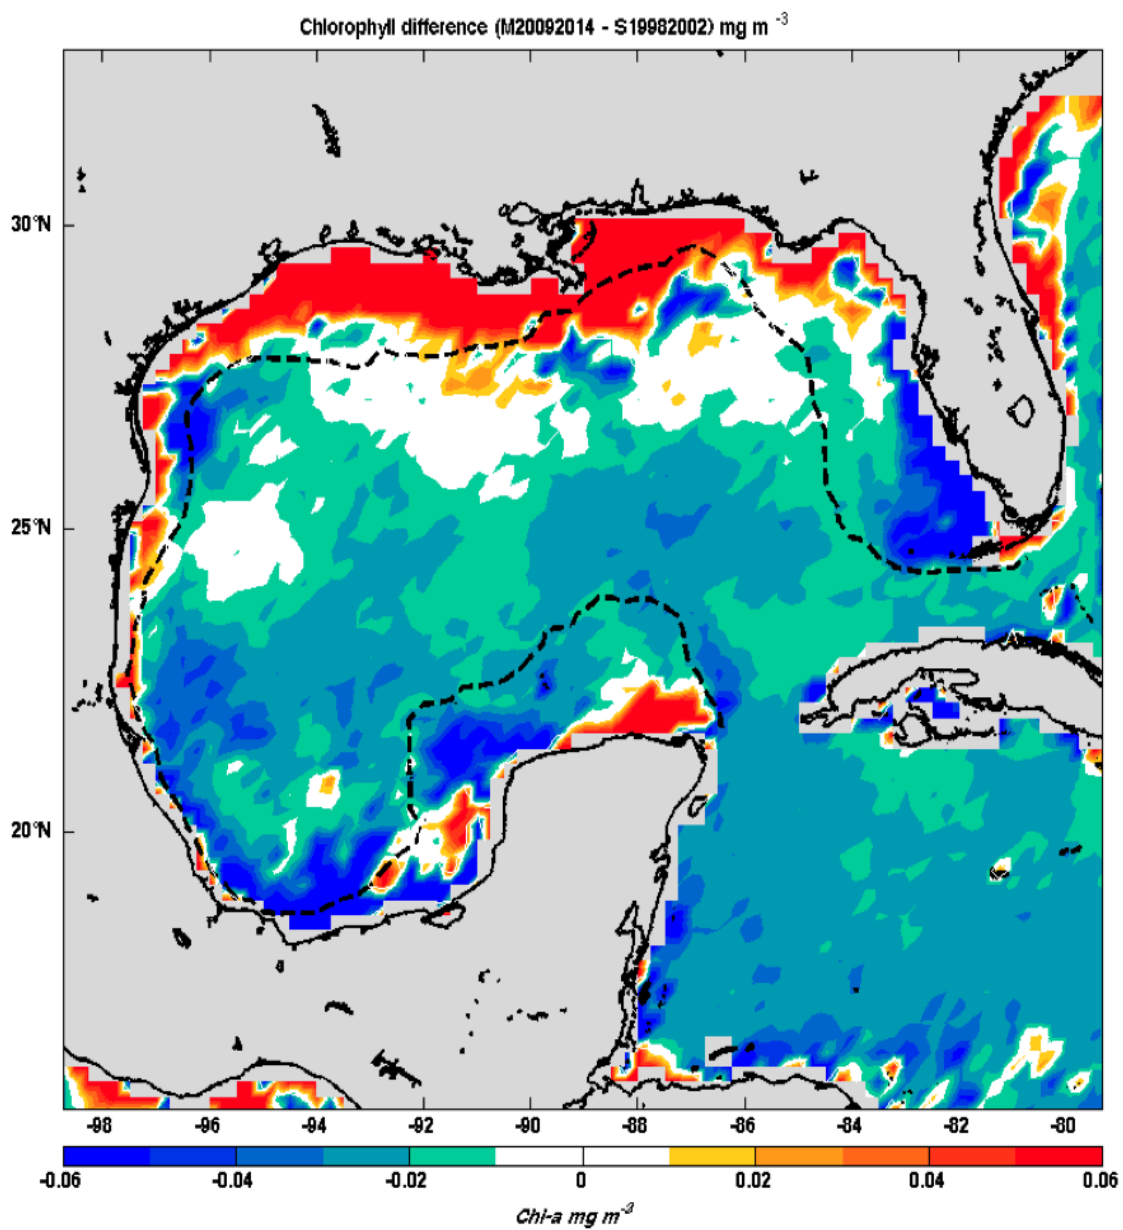 Chlorophyll difference (M20092014 - S19982002) mg m -3
30°N
25°N
20°N
-98 -96 -94 -92 -90 -88 -86 -84 -82 -80
-0.06 -0.04 -0.02 0 0.02 0.04 0.06
Chl-a mg m-3